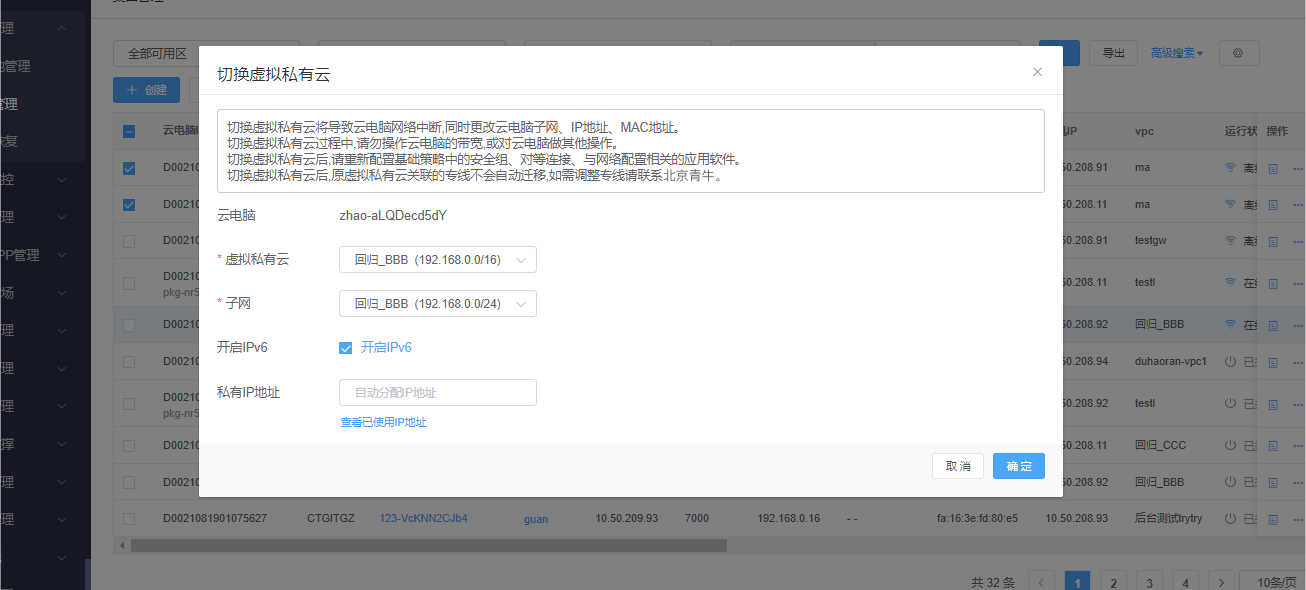 全部可用区
导出
高级搜索
创建
切换虚拟私有云
切换虚拟私有云将导致云电脑网络中断,同时更改云电脑子网、IP地址、MAC地址。
切换虚拟私有云过程中,请勿操作云电脑的带宽,或对云电脑做其他操作。
切换虚拟私有云后,请重新配置基础策略中的安全组、对等连接、与网络配置相关的应用软件。
切换虚拟私有云后,原虚拟私有云关联的专线不会自动迁移,如需调整专线请联系北京青牛。
云电脑 zhao-aLQDecd5dY
* 虚拟私有云 回归_BBB（192.168.0.0/16）
* 子网 回归_BBB（192.168.0.0/24）
开启IPv6 开启IPv6
私有IP地址 自动分配IP地址
查看已使用IP地址
取消 确定
理
管理
管理
恢复
控
理
PP管理
场
理
理
理
撑
理
理
云电脑
IP vpc 运行状 操作
D00210 50.208.91 ma 离
D00210 50.208.11 ma 离
D00210 50.208.91 testgw 离
D00210 50.208.11 testl 在
pkg-nr5
D00210 50.208.92 回归_BBB 在
D00210 50.208.94 duhaoran-vpc1 已
D00210 50.208.92 testl 已
pkg-nr5
D00210 50.208.11 回归_CCC 已
D00210 50.208.92 回归_BBB 已
D0021081901075627 CTGITGZ 123-VcKNN2CJb4 guan 10.50.209.93 7000 192.168.0.16 - - fa:16:3e:fd:80:e5 10.50.208.93 后台测试trytry 已
共 32 条 1 2 3 4 10条/页